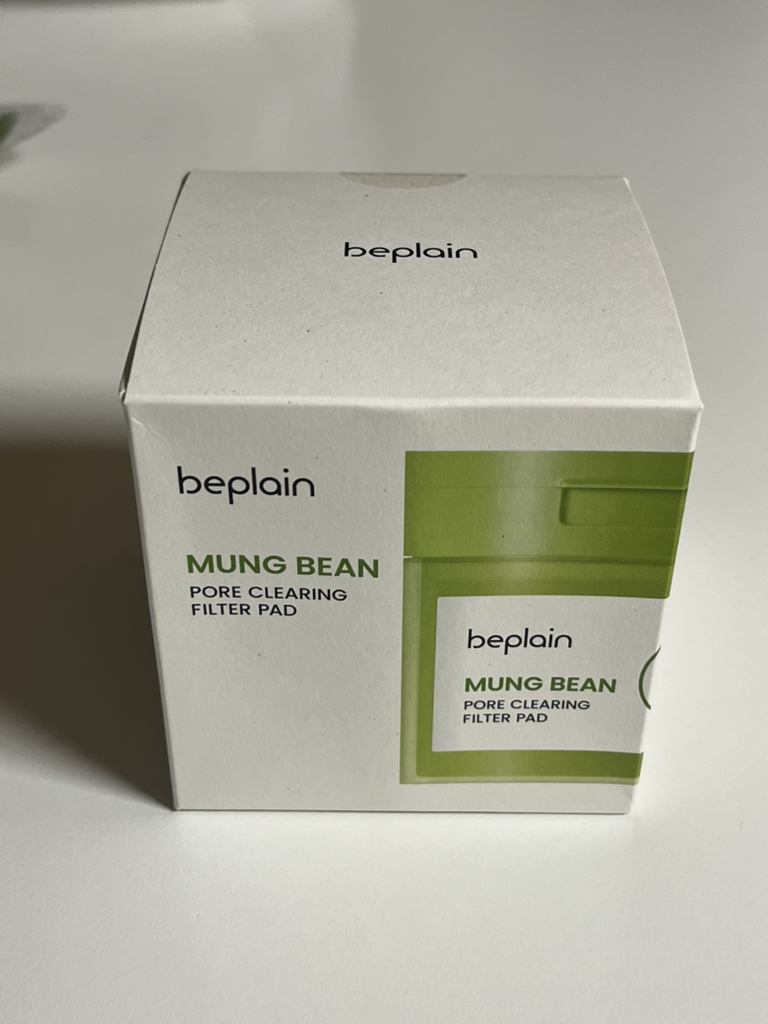 beplain
beplain
MUNG BEAN
PORE CLEARING
FILTER PAD
beplain
MUNG BEAN
PORE CLEARING
FILTER PAD